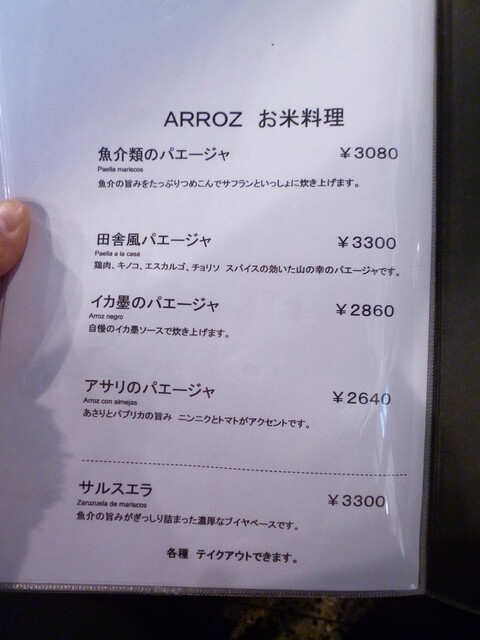 ARROZ お米料理
魚介類のパエージャ ￥3080
Paella mariscos
魚介の旨みをたっぷりつめこんでサフランといっしょに炊き上げます。
田舎風パエージャ ￥3300
Paella a la casa
鶏肉、キノコ、エスカルゴ、チョリソ スパイスの効いた山の幸のパエージャです。
イカ墨のパエージャ ￥2860
Arroz negro
自慢のイカ墨ソースで炊き上げます。
アサリのパエージャ ￥2640
Arroz con almejas
あさりとパプリカの旨み ニンニクとトマトがアクセントです。
サルスエラ ￥3300
Zaruzuela de mariscos
魚介の旨みがぎっしり詰まった濃厚なブイヤベースです。
各種 テイクアウトできます。